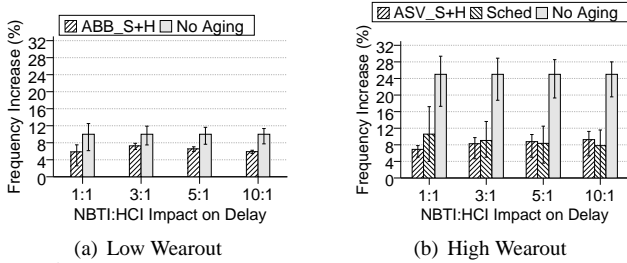 ABB_S+H No Aging
Frequency Increase (%)
32
28
24
20
16
12
8
4
0
1:1 3:1 5:1 10:1
NBTI:HCI Impact on Delay
(a) Low Wearout
ASV_S+H Sched No Aging
Frequency Increase (%)
32
28
24
20
16
12
8
4
0
1:1 3:1 5:1 10:1
NBTI:HCI Impact on Delay
(b) High Wearout